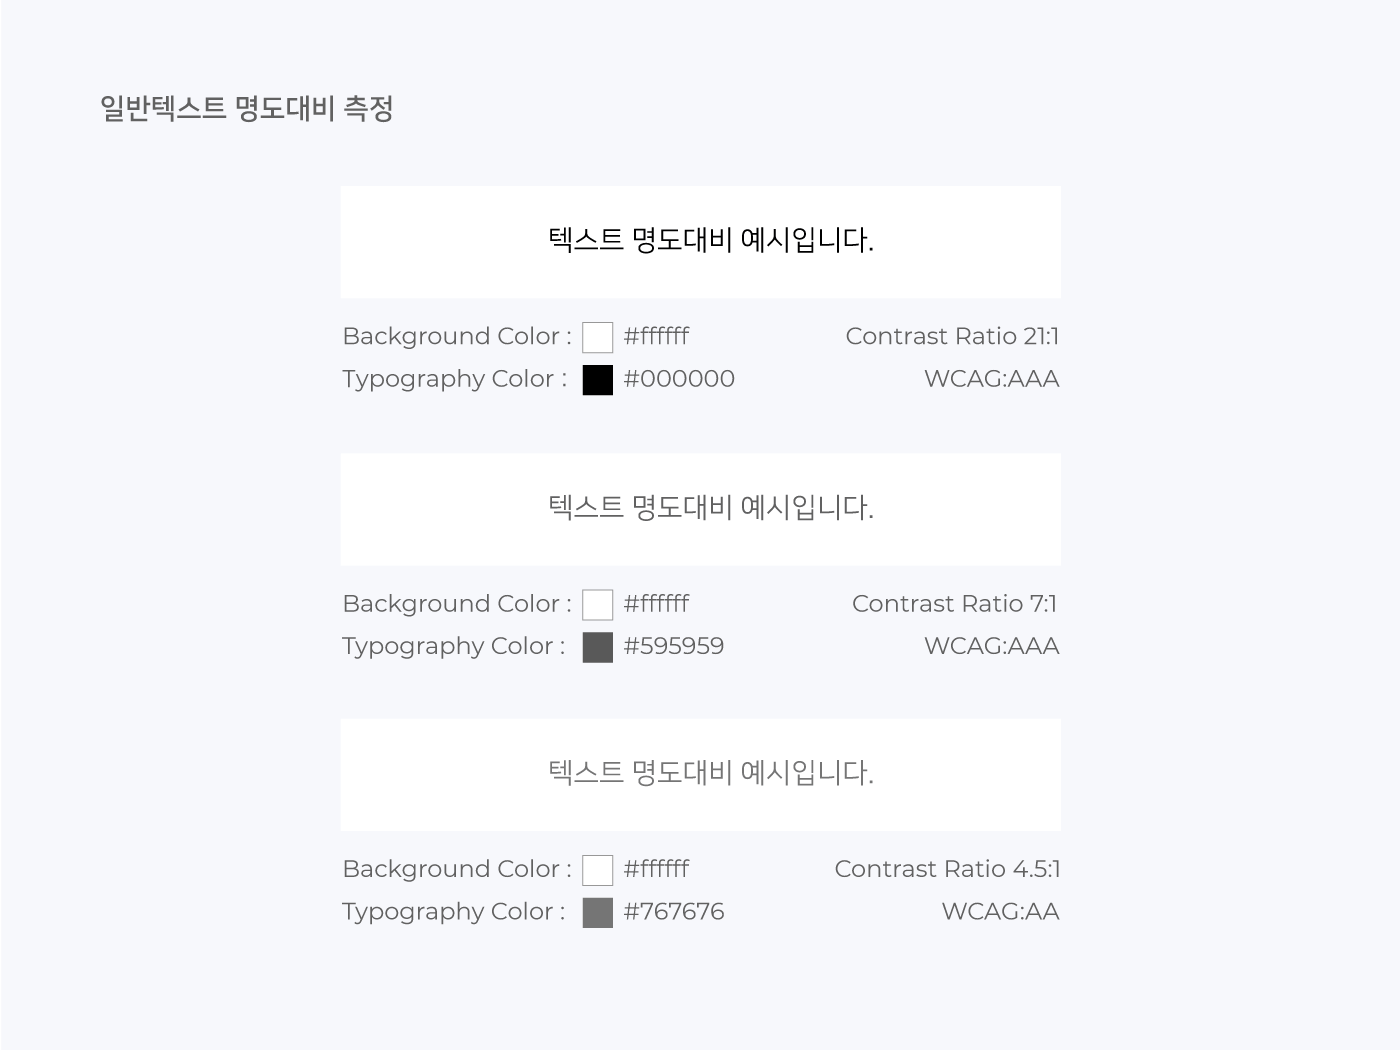 일반텍스트 명도대비 측정
텍스트 명도대비 예시입니다.
Background Color : #ffffff Contrast Ratio 21:1
Typography Color : #000000 WCAG:AAA
텍스트 명도대비 예시입니다.
Background Color : #ffffff Contrast Ratio 7:1
Typography Color : #595959 WCAG:AAA
텍스트 명도대비 예시입니다.
Background Color : #ffffff Contrast Ratio 4.5:1
Typography Color : #767676 WCAG:AA